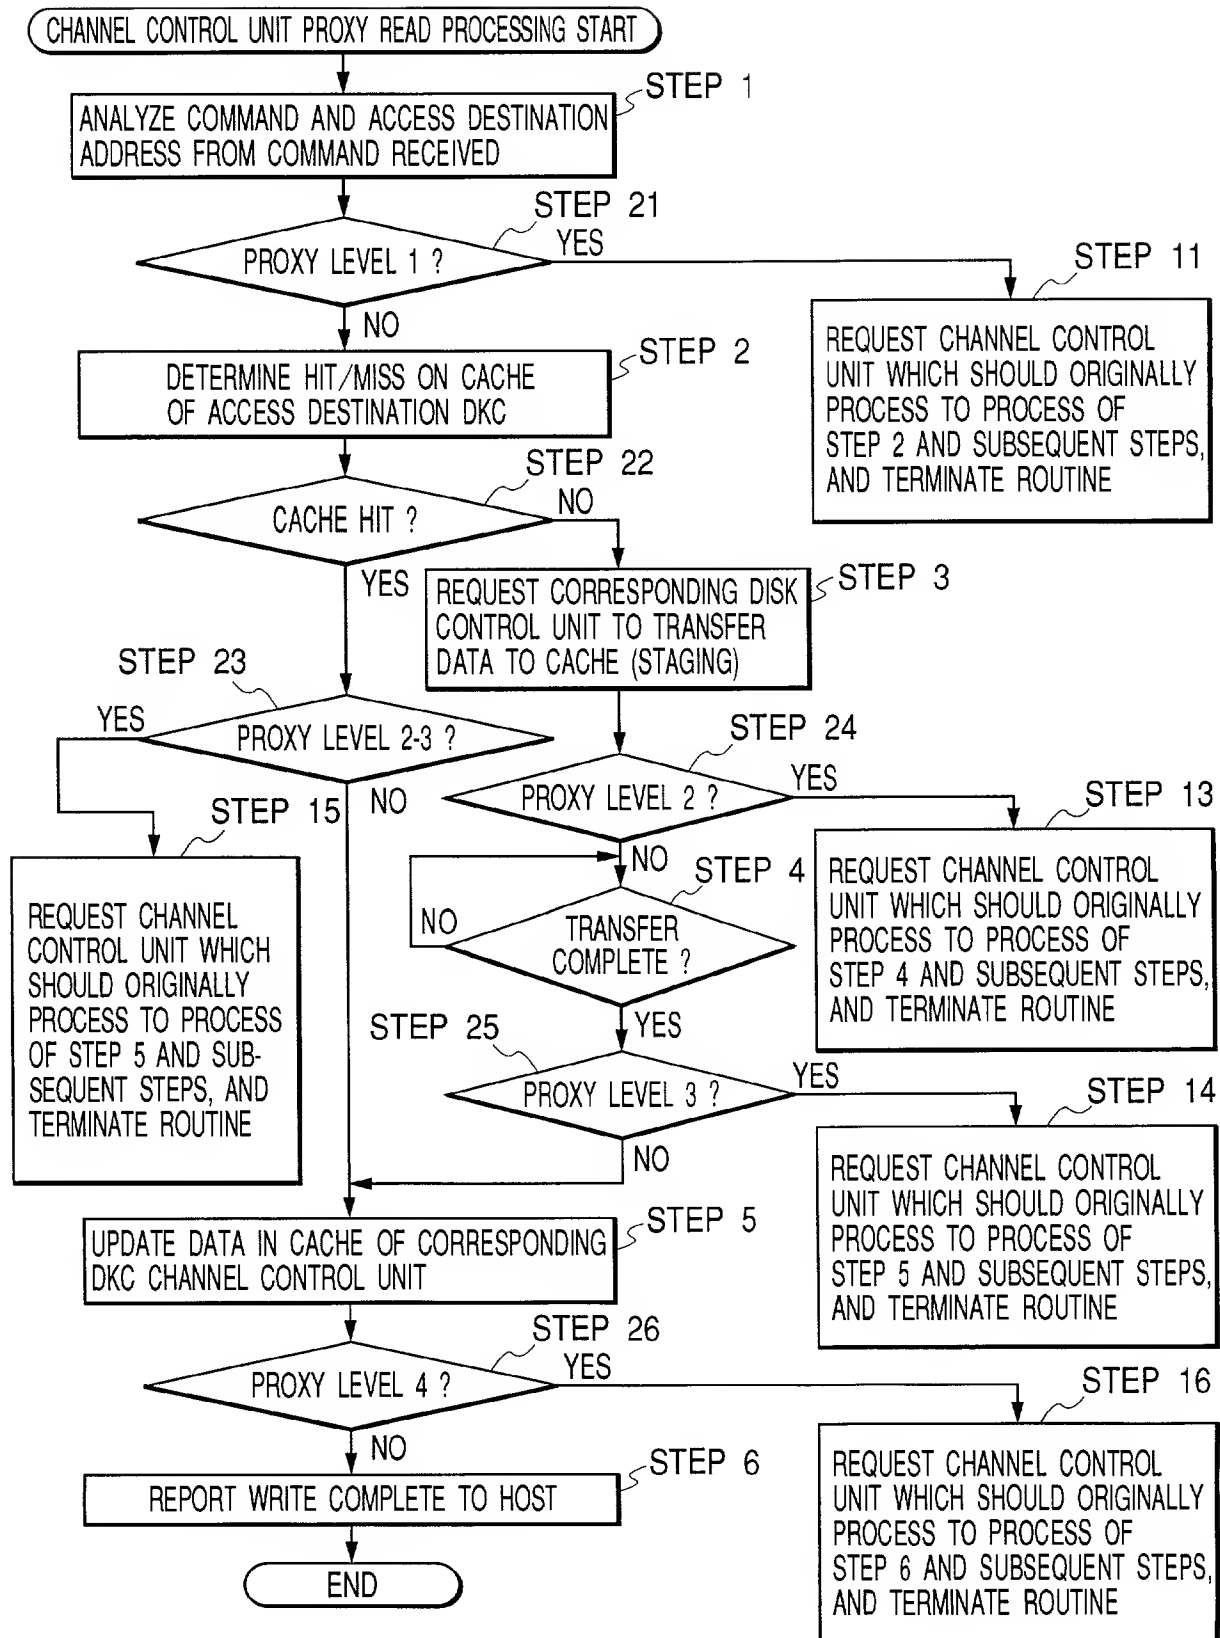 CHANNEL CONTROL UNIT PROXY READ PROCESSING START
STEP 1
ANALYZE COMMAND AND ACCESS DESTINATION
ADDRESS FROM COMMAND RECEIVED
STEP 21
PROXY LEVEL 1 ?
YES
NO
STEP 11
REQUEST CHANNEL CONTROL
UNIT WHICH SHOULD ORIGINALLY
PROCESS TO PROCESS OF
STEP 2 AND SUBSEQUENT STEPS,
AND TERMINATE ROUTINE
STEP 2
DETERMINE HIT/MISS ON CACHE
OF ACCESS DESTINATION DKC
STEP 22
CACHE HIT ?
NO
YES
STEP 3
REQUEST CORRESPONDING DISK
CONTROL UNIT TO TRANSFER
DATA TO CACHE (STAGING)
STEP 23
YES
PROXY LEVEL 2-3 ?
NO
STEP 15
REQUEST CHANNEL
CONTROL UNIT WHICH
SHOULD ORIGINALLY
PROCESS TO PROCESS
OF STEP 5 AND SUB-
SEQUENT STEPS, AND
TERMINATE ROUTINE
STEP 24
PROXY LEVEL 2 ?
YES
NO
STEP 13
REQUEST CHANNEL CONTROL
UNIT WHICH SHOULD ORIGINALLY
PROCESS TO PROCESS OF
STEP 4 AND SUBSEQUENT STEPS,
AND TERMINATE ROUTINE
STEP 4
NO
TRANSFER
COMPLETE ?
YES
STEP 25
PROXY LEVEL 3 ?
YES
NO
STEP 14
REQUEST CHANNEL CONTROL
UNIT WHICH SHOULD ORIGINALLY
PROCESS TO PROCESS OF
STEP 5 AND SUBSEQUENT STEPS,
AND TERMINATE ROUTINE
STEP 5
UPDATE DATA IN CACHE OF CORRESPONDING
DKC CHANNEL CONTROL UNIT
STEP 26
PROXY LEVEL 4 ?
YES
NO
STEP 16
REQUEST CHANNEL CONTROL
UNIT WHICH SHOULD ORIGINALLY
PROCESS TO PROCESS OF
STEP 6 AND SUBSEQUENT STEPS,
AND TERMINATE ROUTINE
STEP 6
REPORT WRITE COMPLETE TO HOST
END